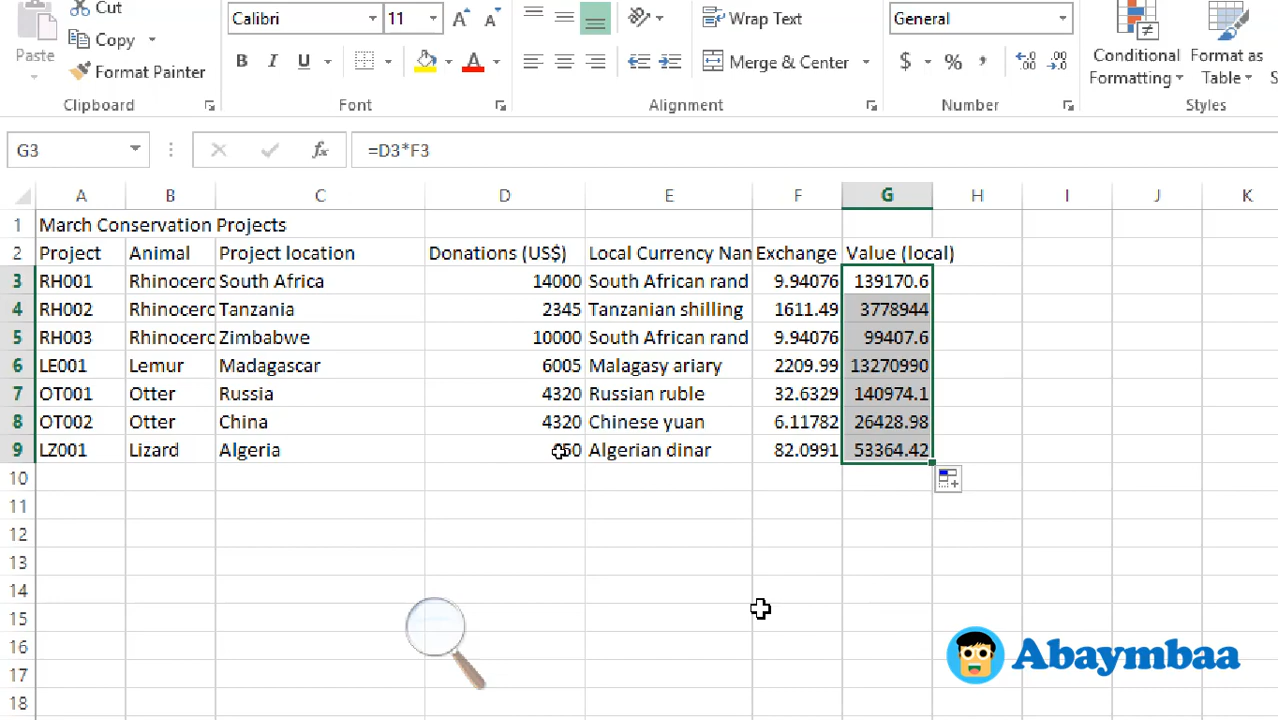 Cut
Calibri 11
Wrap Text
General
Paste
Copy
Format Painter
B I U
A
Merge & Center
$ % ,
Conditional Formatting
Format as Table
Clipboard
Font
Alignment
Number
Styles
G3
fx
=D3*F3
A B C D E F G H I J K
1 March Conservation Projects
2 Project Animal Project location Donations (US$) Local Currency Nan Exchange Value (local)
3 RH001 Rhinocero South Africa 14000 South African rand 9.94076 139170.6
4 RH002 Rhinocero Tanzania 2345 Tanzanian shilling 1611.49 3778944
5 RH003 Rhinocero Zimbabwe 10000 South African rand 9.94076 99407.6
6 LE001 Lemur Madagascar 6005 Malagasy ariary 2209.99 13270990
7 OT001 Otter Russia 4320 Russian ruble 32.6329 140974.1
8 OT002 Otter China 4320 Chinese yuan 6.11782 26428.98
9 LZ001 Lizard Algeria Algerian dinar 82.0991 53364.42
10
11
12
13
14
15
16
17
18
Abaymbaa